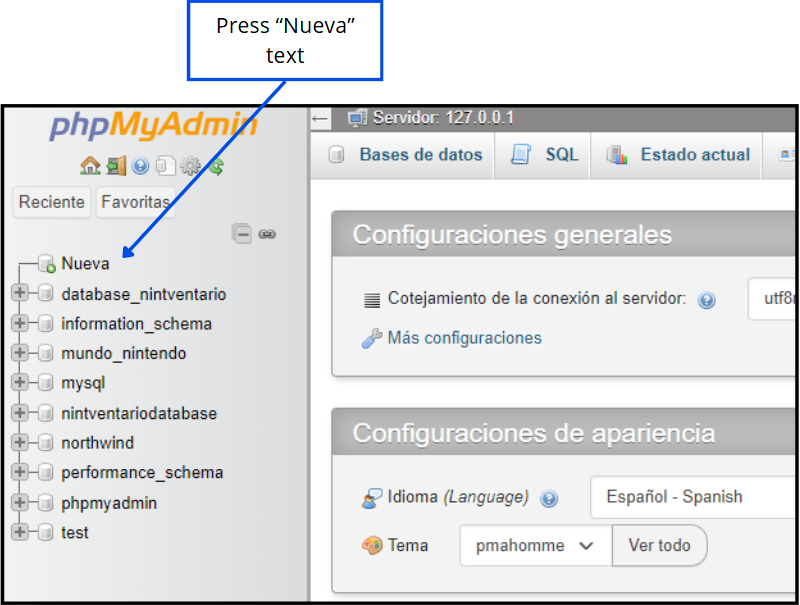 Press “Nueva”
text
phpMyAdmin
Reciente Favoritas
Nueva
database_nintventario
information_schema
mundo_nintendo
mysql
nintventariodatabase
northwind
performance_schema
phpmyadmin
test
Servidor: 127.0.0.1
Bases de datos SQL Estado actual
Configuraciones generales
Cotejamiento de la conexión al servidor: utf8
Más configuraciones
Configuraciones de apariencia
Idioma (Language) Español - Spanish
Tema pmahomme Ver todo